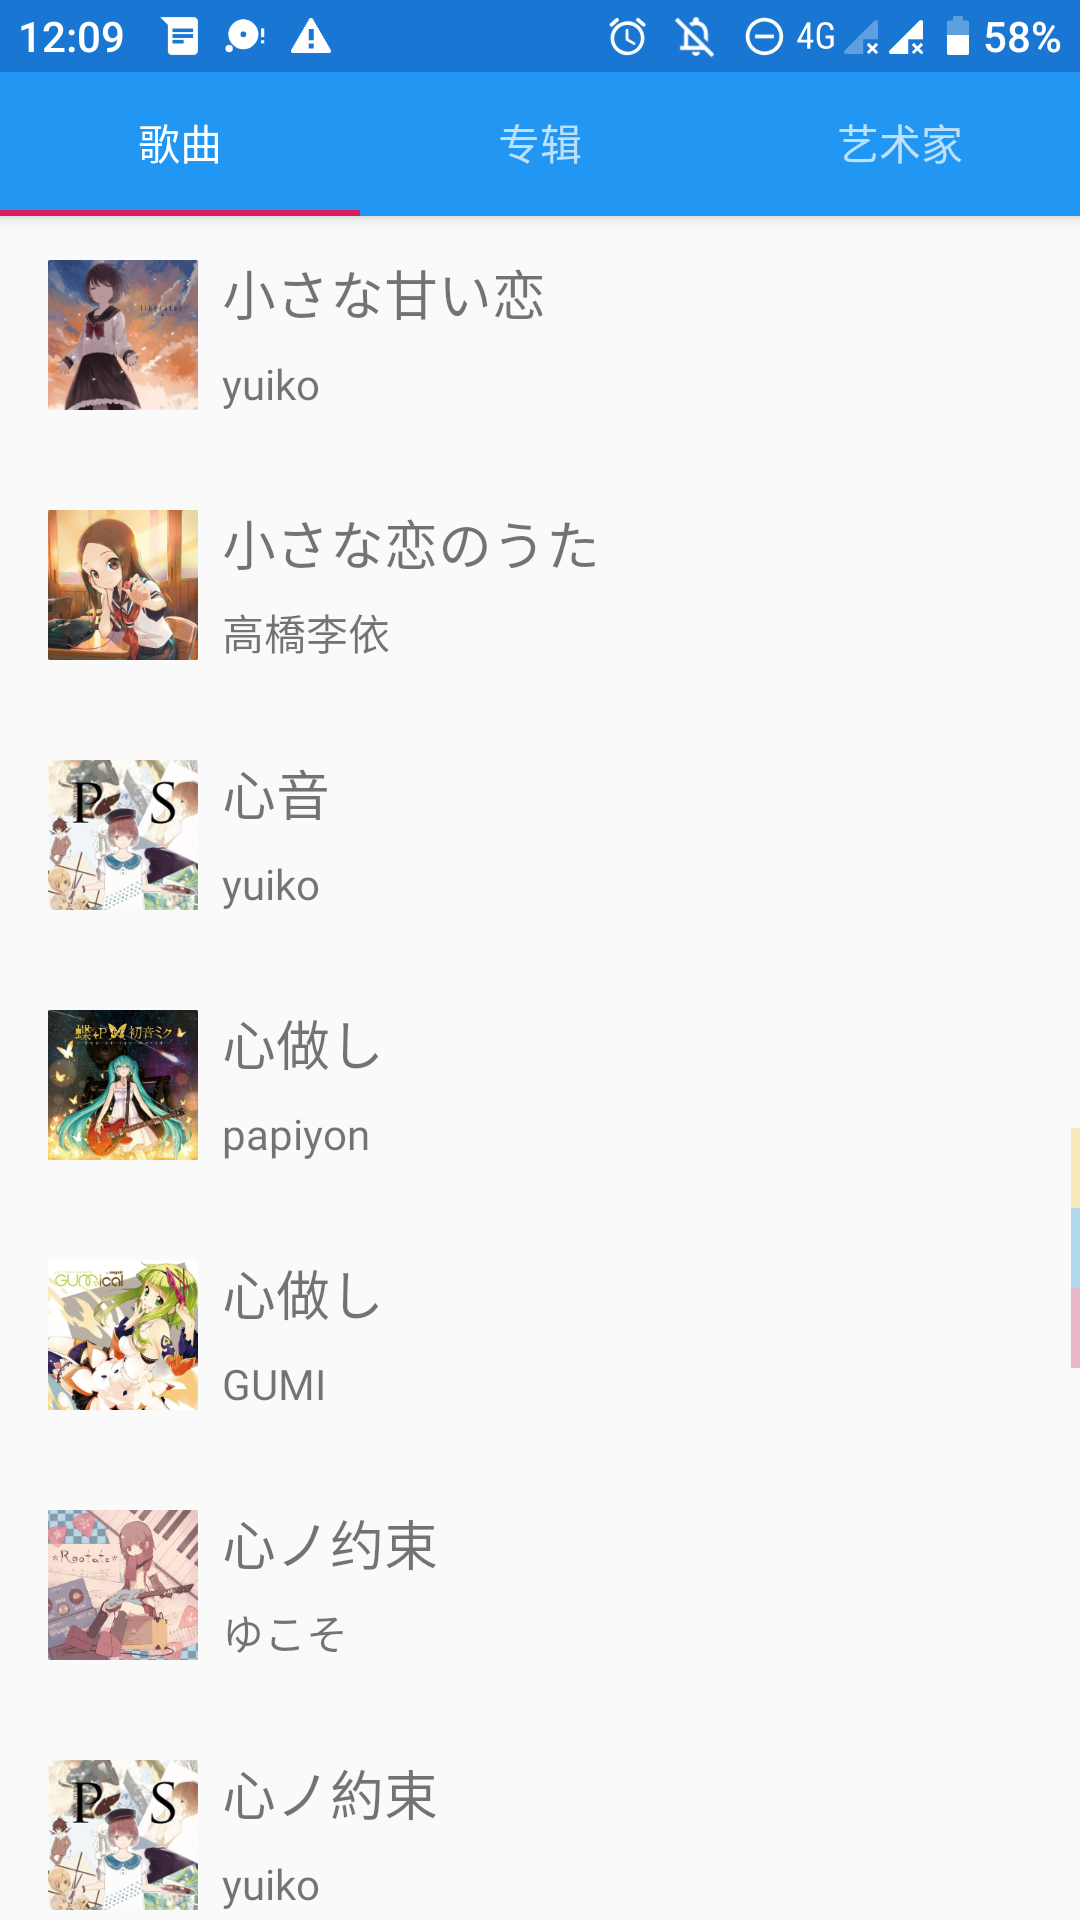 12:09 4G 58%
歌曲 专辑 艺术家
小さな甘い恋
yuiko
小さな恋のうた
高橋李依
P S
心音
yuiko
蝶々P 初音ミク
心做し
papiyon
GUMical
心做し
GUMI
*Rootate*
心ノ约束
ゆこそ
P S
心ノ約束
yuiko